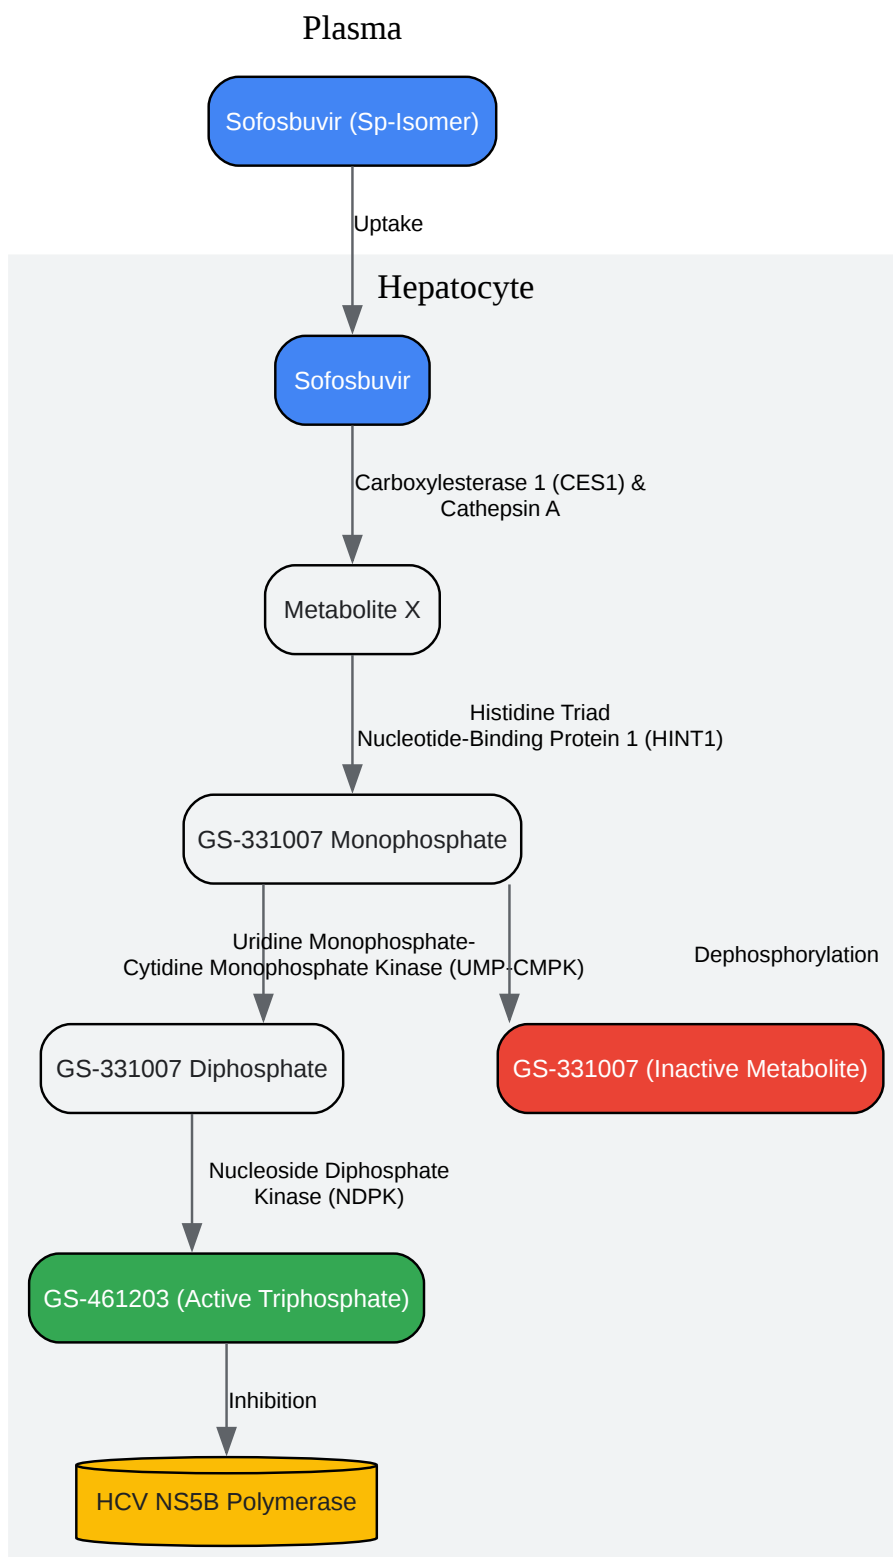 Plasma
Sofosbuvir (Sp-Isomer)
Uptake
Hepatocyte
Sofosbuvir
Carboxylesterase 1 (CES1) &
Cathepsin A
Metabolite X
Histidine Triad
Nucleotide-Binding Protein 1 (HINT1)
GS-331007 Monophosphate
Uridine Monophosphate-
Cytidine Monophosphate Kinase (UMP-CMPK)
Dephosphorylation
GS-331007 Diphosphate
GS-331007 (Inactive Metabolite)
Nucleoside Diphosphate
Kinase (NDPK)
GS-461203 (Active Triphosphate)
Inhibition
HCV NS5B Polymerase